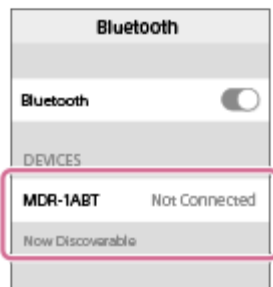 Bluetooth
Bluetooth
DEVICES
MDR-1ABT Not Connected
Now Discoverable